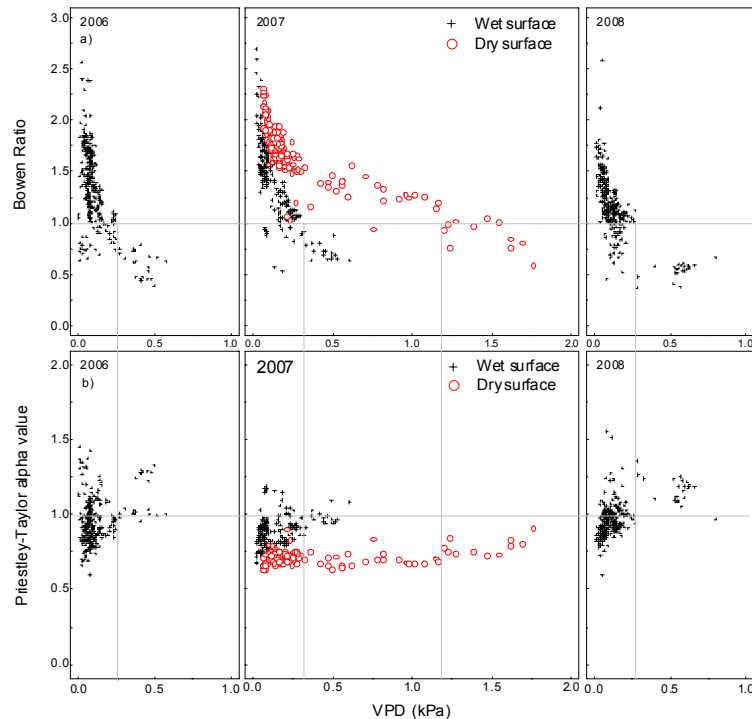 2006
2007
+ Wet surface
○ Dry surface
2008
a)
3.0
2.5
2.0
1.5
1.0
0.5
0.0
Bowen Ratio
0.0 0.5 1.0
0.0 0.5 1.0 1.5 2.0
0.0 0.5 1.0
2006
2007
+ Wet surface
○ Dry surface
2008
b)
2.0
1.5
1.0
0.5
0.0
Priestley-Taylor alpha value
0.0 0.5 1.0
0.0 0.5 1.0 1.5 2.0
0.0 0.5 1.0
VPD (kPa)